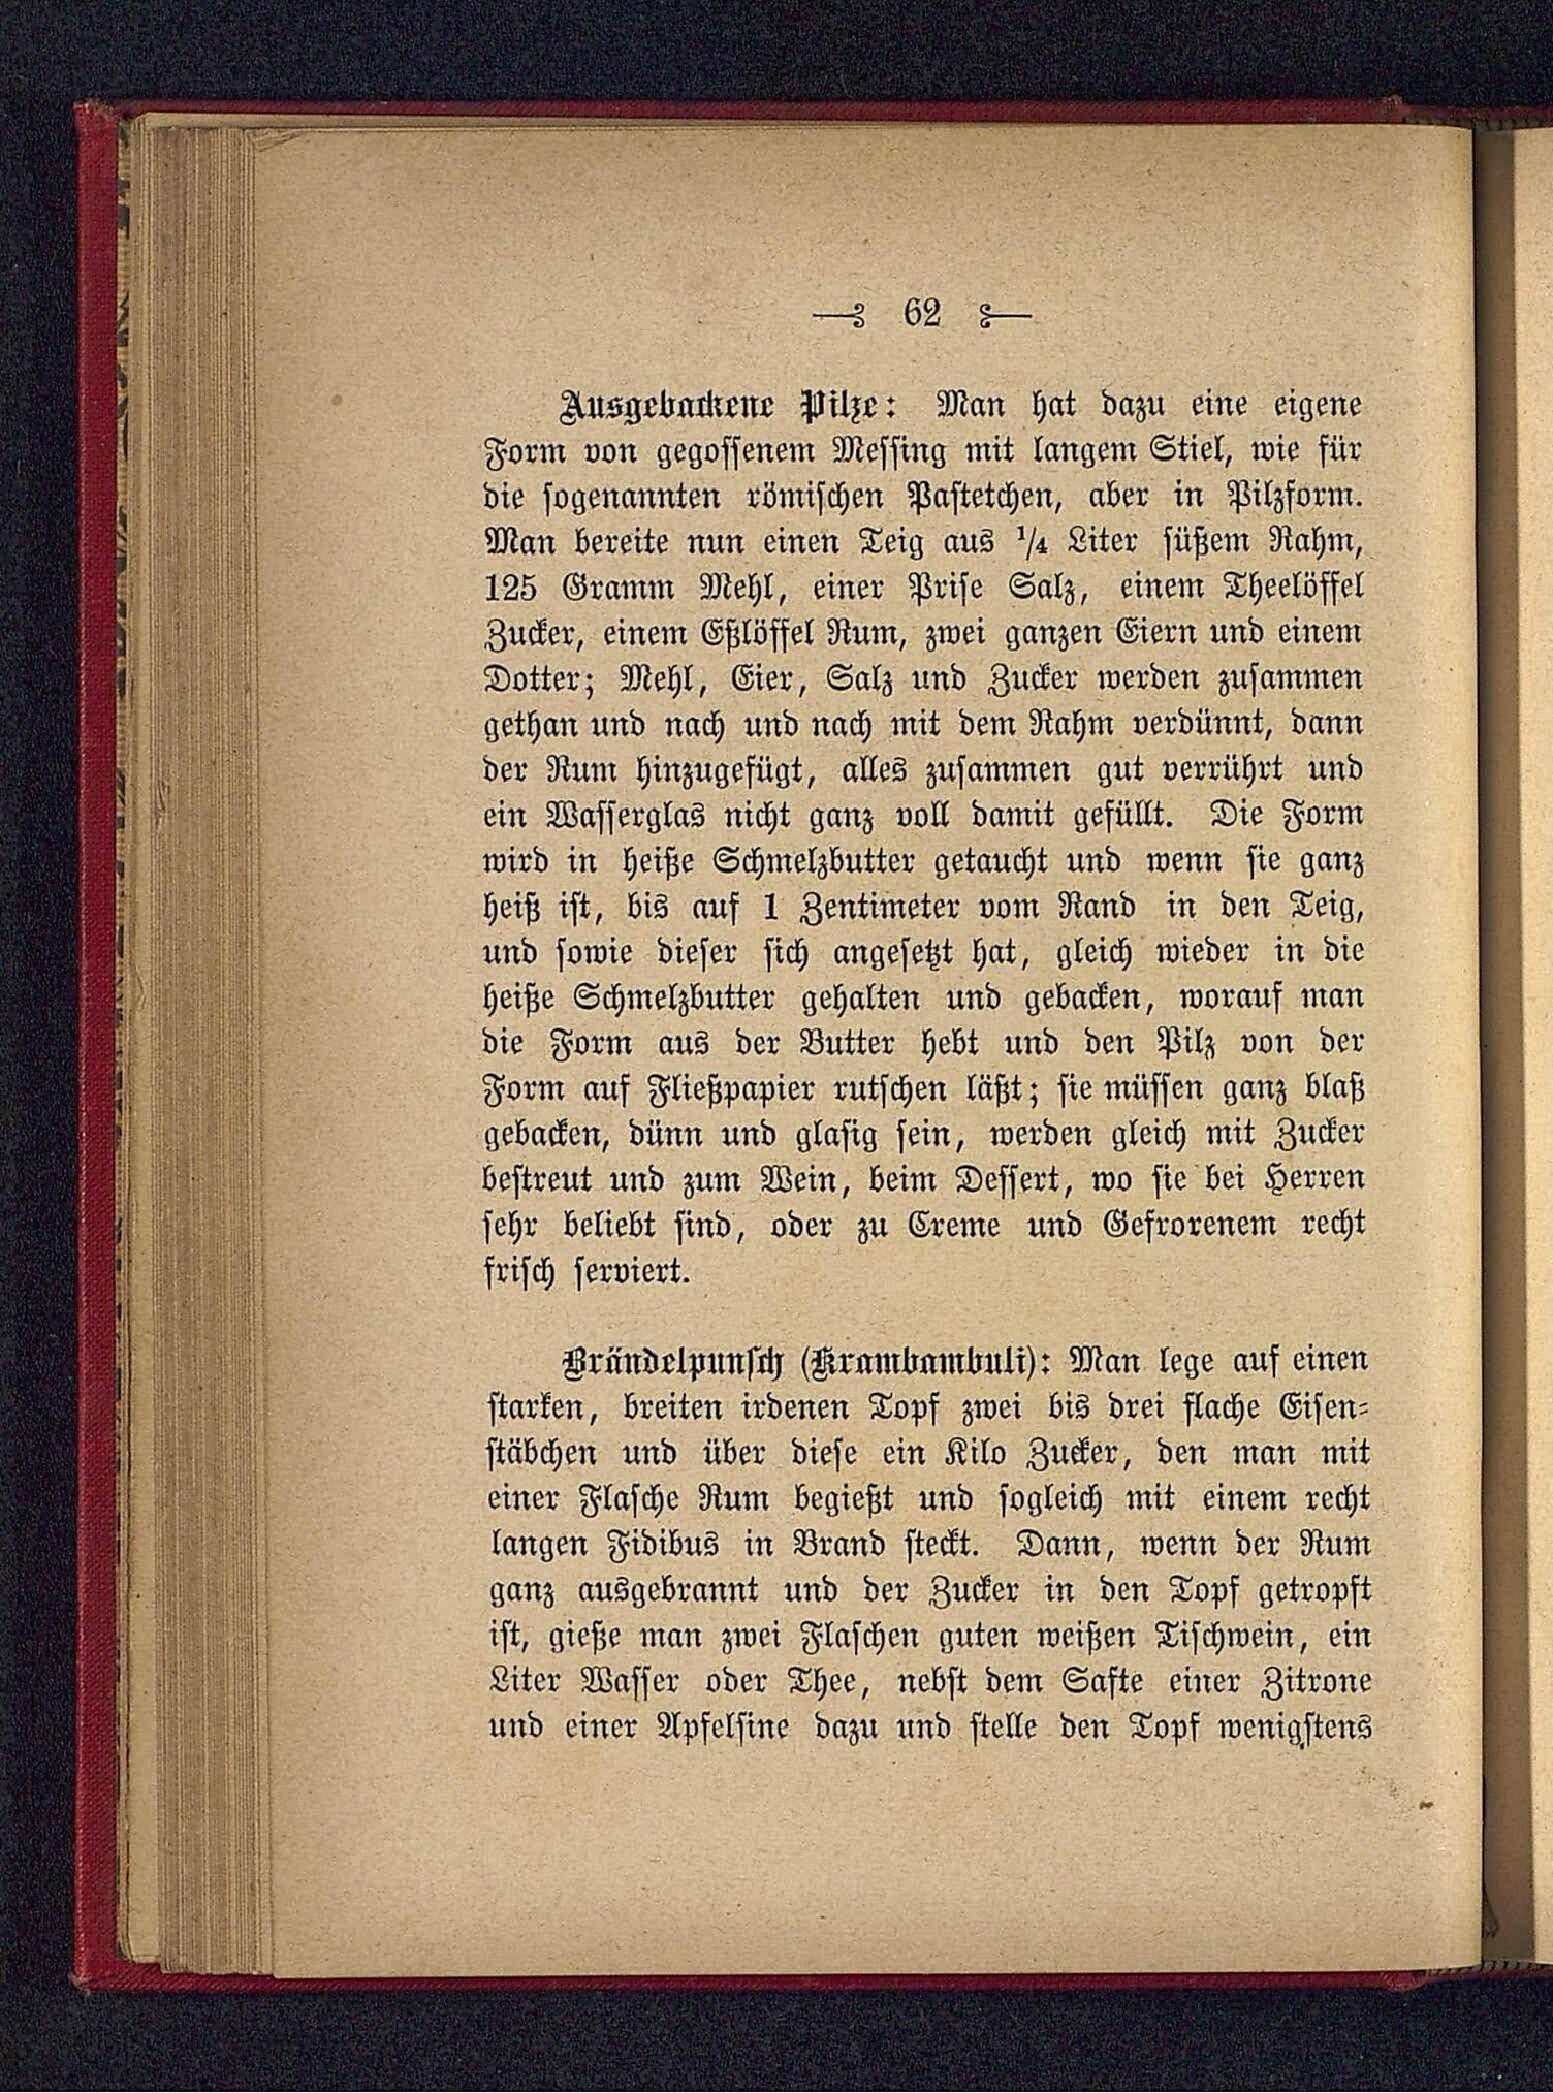 62
Ausgebackene Pilze: Man hat dazu eine eigene
Form von gegossenem Messing mit langem Stiel, wie für
die sogenannten römischen Pastetchen, aber in Pilzform.
Man bereite nun einen Teig aus 1/4 Liter süßem Rahm,
125 Gramm Mehl, einer Prise Salz, einem Theelöffel
Zucker, einem Eßlöffel Rum, zwei ganzen Eiern und einem
Dotter; Mehl, Eier, Salz und Zucker werden zusammen
gethan und nach und nach mit dem Rahm verdünnt, dann
der Rum hinzugefügt, alles zusammen gut verrührt und
ein Wasserglas nicht ganz voll damit gefüllt. Die Form
wird in heiße Schmelzbutter getaucht und wenn sie ganz
heiß ist, bis auf 1 Zentimeter vom Rand in den Teig,
und sowie dieser sich angesetzt hat, gleich wieder in die
heiße Schmelzbutter gehalten und gebacken, worauf man
die Form aus der Butter hebt und den Pilz von der
Form auf Fließpapier rutschen läßt; sie müssen ganz blaß
gebacken, dünn und glasig sein, werden gleich mit Zucker
bestreut und zum Wein, beim Dessert, wo sie bei Herren
sehr beliebt sind, oder zu Creme und Gefrorenem recht
frisch serviert.
Brändelpunsch (Krambambuli): Man lege auf einen
starken, breiten irdenen Topf zwei bis drei flache Eisen-
stäbchen und über diese ein Kilo Zucker, den man mit
einer Flasche Rum begießt und sogleich mit einem recht
langen Fidibus in Brand steckt. Dann, wenn der Rum
ganz ausgebrannt und der Zucker in den Topf getropft
ist, gieße man zwei Flaschen guten weißen Tischwein, ein
Liter Wasser oder Thee, nebst dem Safte einer Zitrone
und einer Apfelsine dazu und stelle den Topf wenigstens